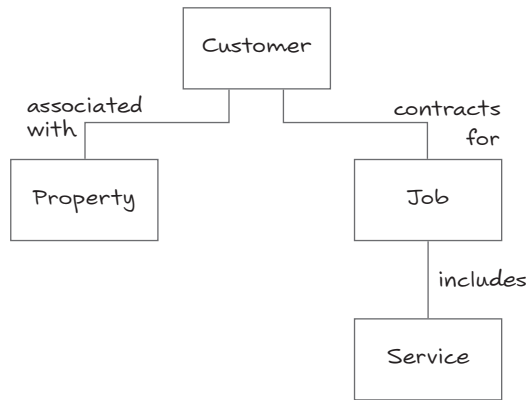 Customer
associated
with
contracts
for
Property
Job
includes
Service